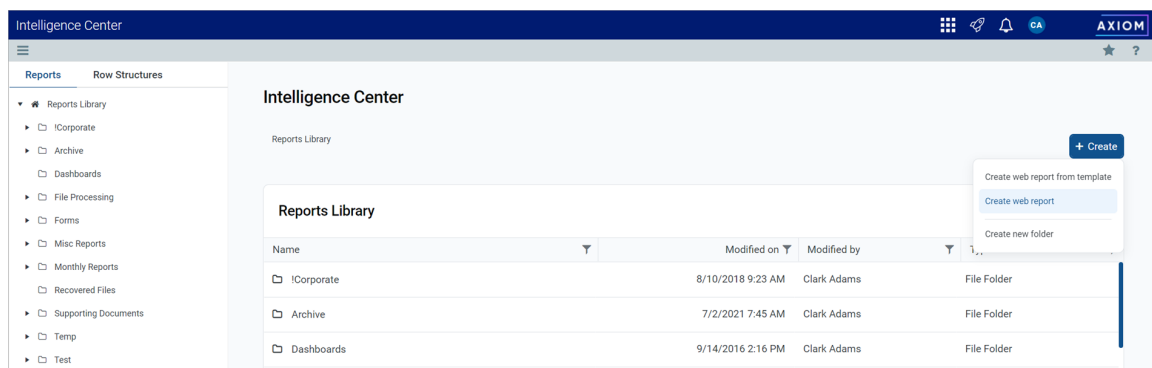 Intelligence Center
CA
AXIOM
?
Reports Row Structures
Reports Library
!Corporate
Archive
Dashboards
File Processing
Forms
Misc Reports
Monthly Reports
Recovered Files
Supporting Documents
Temp
Test
Intelligence Center
Reports Library
+ Create
Create web report from template
Create web report
Create new folder
Reports Library
Name Modified on Modified by
!Corporate 8/10/2018 9:23 AM Clark Adams File Folder
Archive 7/2/2021 7:45 AM Clark Adams File Folder
Dashboards 9/14/2016 2:16 PM Clark Adams File Folder